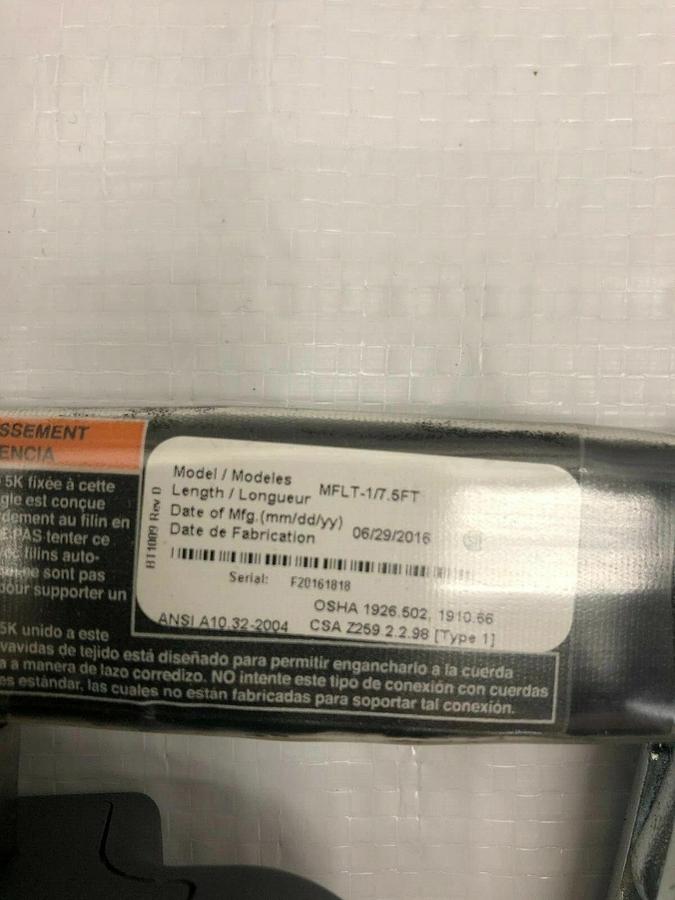 SSEMENT
ENCIA
5K fixée à cette
gle est conçue
dement au filin en
PAS tenter ce
filins auto-
ne sont pas
pour supporter un
5K unido a este
vavidas de tejido está diseñado para permitir engancharlo a la cuerda
a a manera de lazo corredizo. NO intente este tipo de conexión con cuerdas
es estándar, las cuales no están fabricadas para soportar tal conexión.
BT1009 Rev D
Model / Modeles
Length / Longueur MFLT-1/7.5FT
Date of Mfg.(mm/dd/yy)
Date de Fabrication 06/29/2016
Serial: F20161818
OSHA 1926.502, 1910.66
ANSI A10.32-2004 CSA Z259 2.2.98 [Type 1]